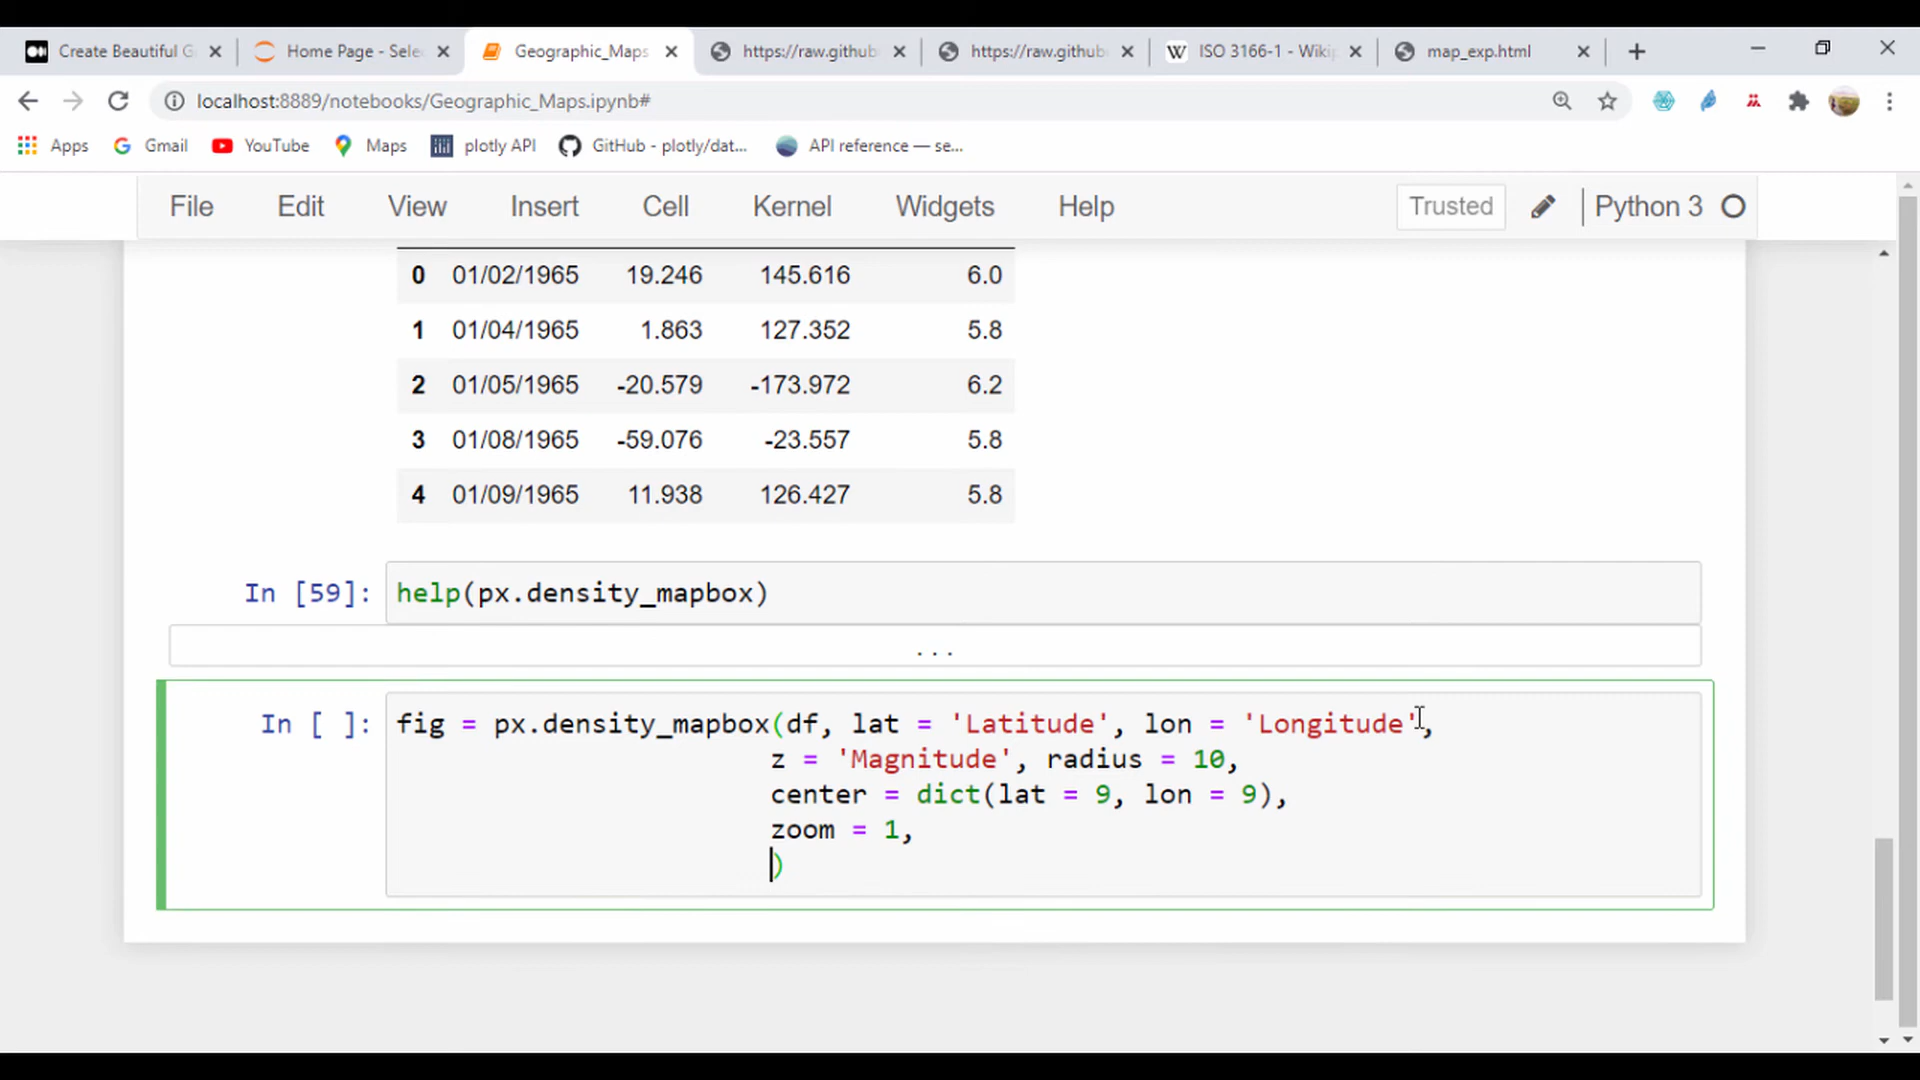 Create Beautiful G
Home Page - Selec
Geographic_Maps
https://raw.github
https://raw.githubu
W ISO 3166-1 - Wikip
map_exp.html
localhost:8889/notebooks/Geographic_Maps.ipynb#
Apps Gmail YouTube Maps plotly API GitHub - plotly/dat... API reference — se...
File Edit View Insert Cell Kernel Widgets Help Trusted Python 3
0 01/02/1965 19.246 145.616 6.0
1 01/04/1965 1.863 127.352 5.8
2 01/05/1965 -20.579 -173.972 6.2
3 01/08/1965 -59.076 -23.557 5.8
4 01/09/1965 11.938 126.427 5.8
In [59]: help(px.density_mapbox)
...
In [ ]: fig = px.density_mapbox(df, lat = 'Latitude', lon = 'Longitude',
z = 'Magnitude', radius = 10,
center = dict(lat = 9, lon = 9),
zoom = 1,
)